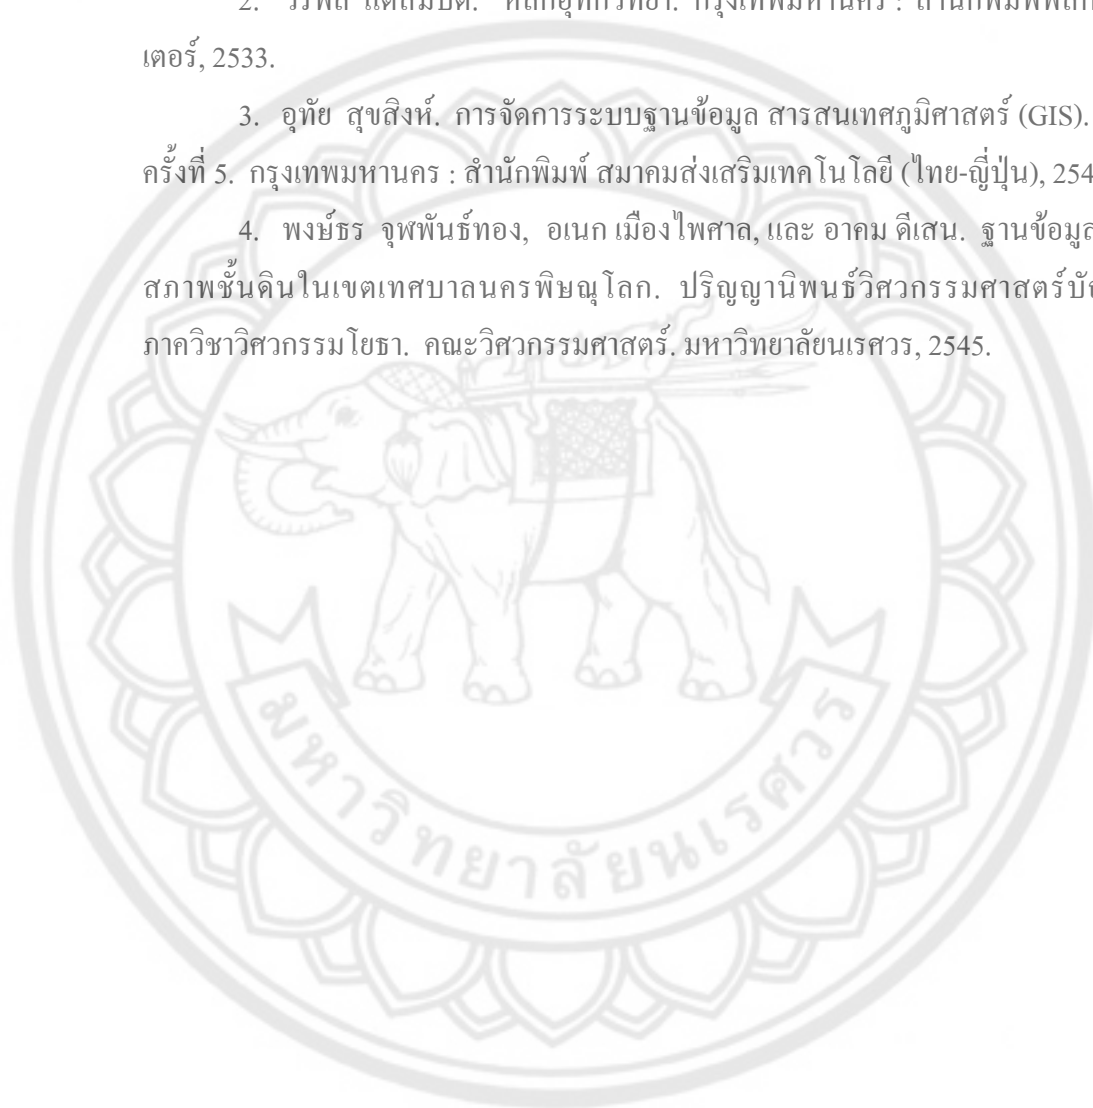 2. 
เตอร์, 2533.
3. อุทัย สุขสิงห์. การจัดการระบบฐานข้อมูล สารสนเทศภูมิศาสตร์ (GIS).
ครั้งที่ 5. กรุงเทพมหานคร : สำนักพิมพ์ สมาคมส่งเสริมเทคโนโลยี (ไทย-ญี่ปุ่น), 254
4. พงษ์ธร จุฬพันธ์ทอง, อเนก เมืองไพศาล, และ อาคม ดีเสน. ฐานข้อมูล
สภาพชั้นดินในเขตเทศบาลนครพิษณุโลก. ปริญญานิพนธ์วิศวกรรมศาสตร์บัณ
ภาควิชาวิศวกรรมโยธา. คณะวิศวกรรมศาสตร์. มหาวิทยาลัยนเรศวร, 2545.
มหาวิทยาลัยนเรศวร